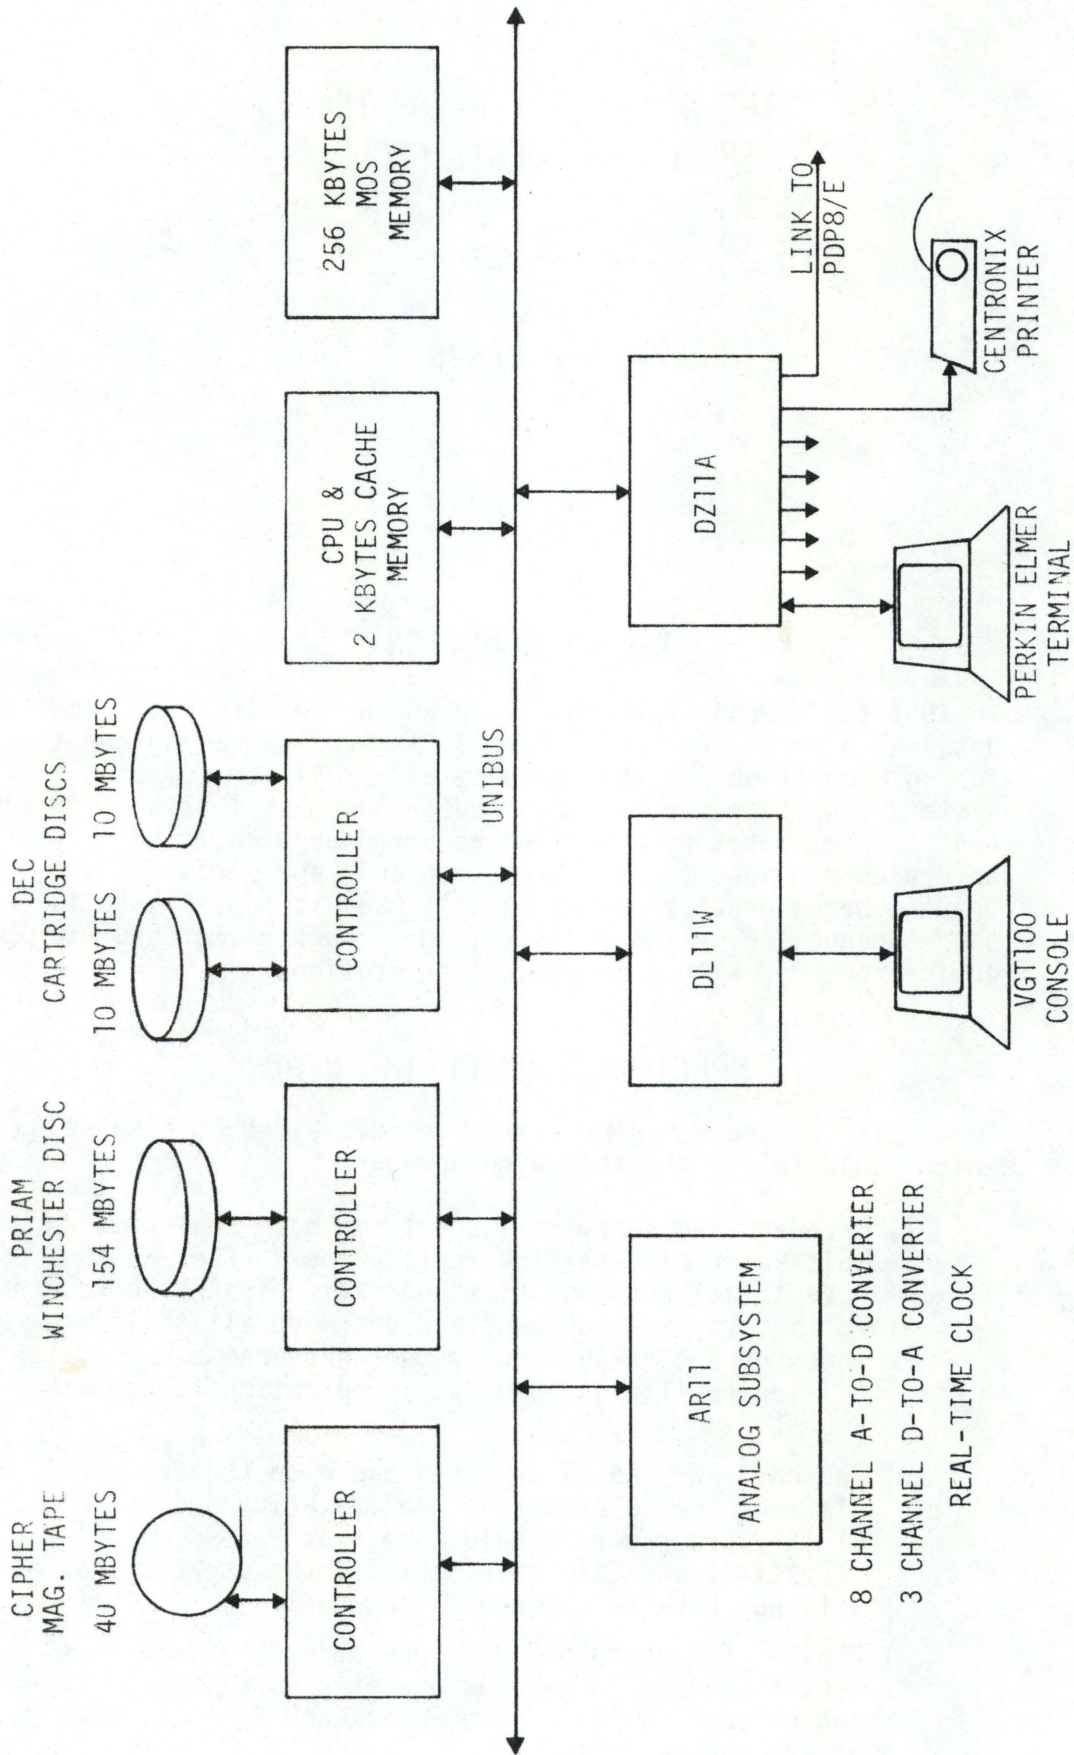 CIPHER
MAG. TAPE
40 MBYTES
CONTROLLER
PRIAM
WINCHESTER DISC
154 MBYTES
CONTROLLER
DEC
CARTRIDGE DISCS
10 MBYTES
10 MBYTES
CONTROLLER
CPU &
2 KBYTES CACHE
MEMORY
256 KBYTES
MOS
MEMORY
UNIBUS
AR11
ANALOG SUBSYSTEM
8 CHANNEL A-TO-D CONVERTER
3 CHANNEL D-TO-A CONVERTER
REAL-TIME CLOCK
DL11W
VGT100
CONSOLE
DZ11A
PERKIN ELMER
TERMINAL
LINK TO
PDP8/E
CENTRONIX
PRINTER